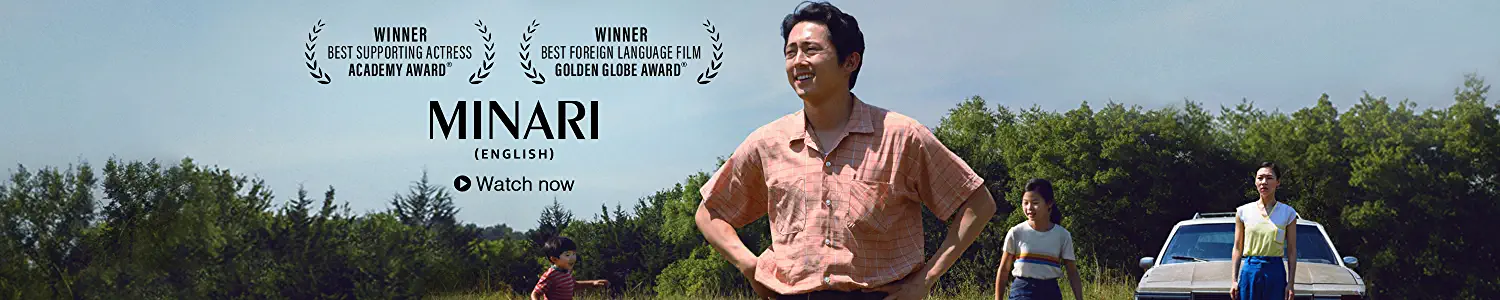 WINNER
BEST SUPPORTING ACTRESS
ACADEMY AWARD®
WINNER
BEST FOREIGN LANGUAGE FILM
GOLDEN GLOBE AWARD®
MINARI
(ENGLISH)
Watch now